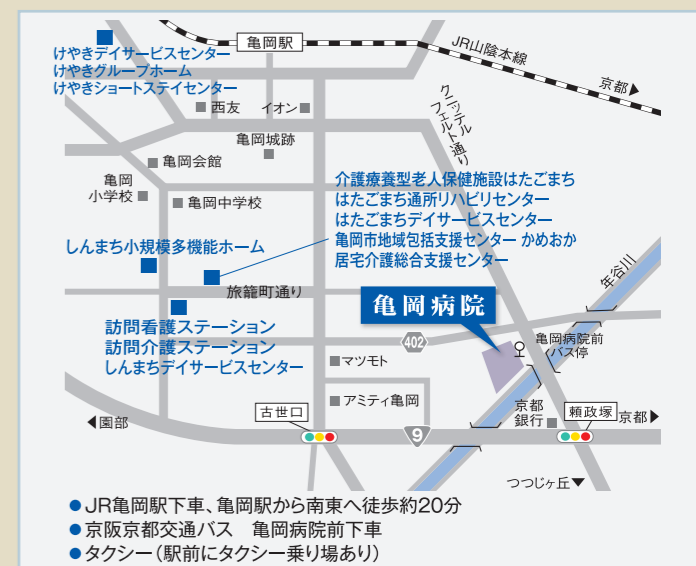 亀岡駅
JR山陰本線
京都▶
けやきデイサービスセンター
けやきグループホーム
けやきショートステイセンター
クニッテル
フェルト通り
西友
イオン
亀岡城跡
亀岡会館
亀岡
小学校
亀岡中学校
介護療養型老人保健施設はたごまち
はたごまち通所リハビリセンター
はたごまちデイサービスセンター
亀岡市地域包括支援センター かめおか
居宅介護総合支援センター
しんまち小規模多機能ホーム
年谷川
旅籠町通り
亀岡病院
訪問看護ステーション
訪問介護ステーション
しんまちデイサービスセンター
402
亀岡病院前
バス停
マツモト
アミティ亀岡
◀園部
古世口
9
京都
銀行
頼政塚
京都▶
つつじヶ丘▼
●JR亀岡駅下車、亀岡駅から南東へ徒歩約20分
●京阪京都交通バス　亀岡病院前下車
●タクシー(駅前にタクシー乗り場あり)